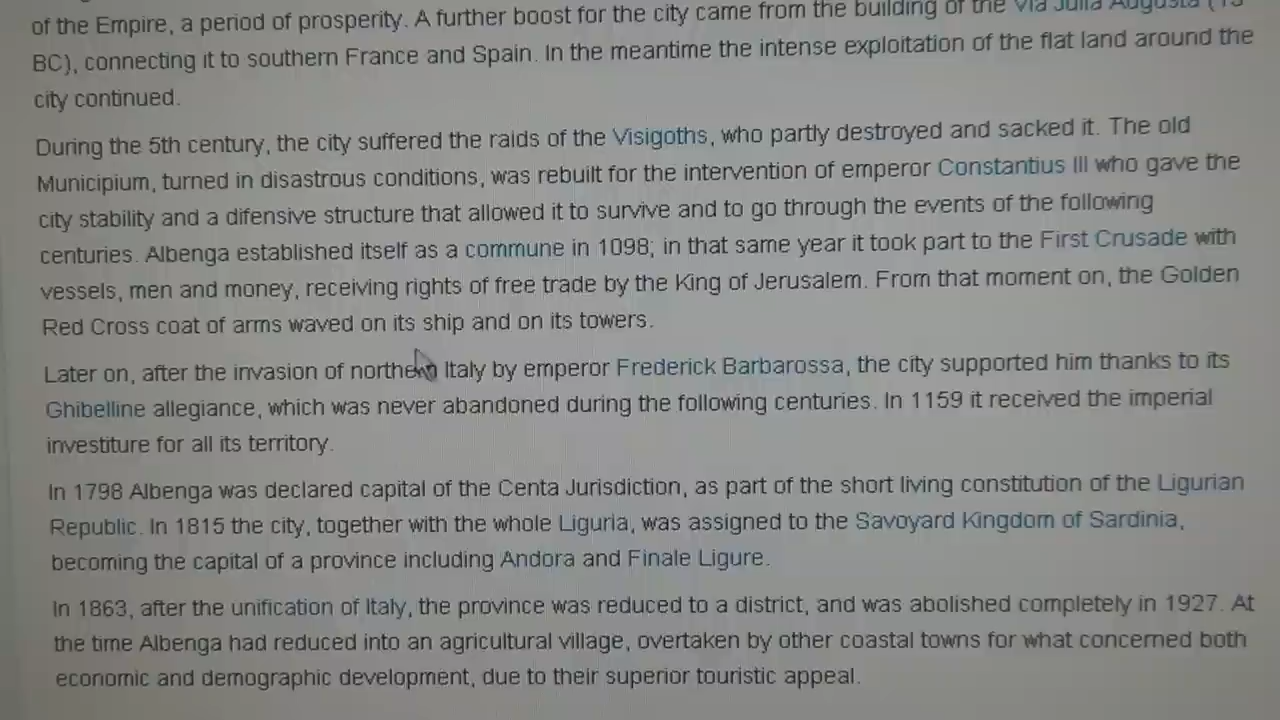 of the Empire, a period of prosperity. A further boost for the city came from the building of the Via Julia Augusta (13
BC), connecting it to southern France and Spain. In the meantime the intense exploitation of the flat land around the
city continued.
During the 5th century, the city suffered the raids of the Visigoths, who partly destroyed and sacked it. The old
Municipium, turned in disastrous conditions, was rebuilt for the intervention of emperor Constantius III who gave the
city stability and a difensive structure that allowed it to survive and to go through the events of the following
centuries. Albenga established itself as a commune in 1098; in that same year it took part to the First Crusade with
vessels, men and money, receiving rights of free trade by the King of Jerusalem. From that moment on, the Golden
Red Cross coat of arms waved on its ship and on its towers.
Later on, after the invasion of northern Italy by emperor Frederick Barbarossa, the city supported him thanks to its
Ghibelline allegiance, which was never abandoned during the following centuries. In 1159 it received the imperial
investiture for all its territory.
In 1798 Albenga was declared capital of the Centa Jurisdiction, as part of the short living constitution of the Ligurian
Republic. In 1815 the city, together with the whole Liguria, was assigned to the Savoyard Kingdom of Sardinia,
becoming the capital of a province including Andora and Finale Ligure.
In 1863, after the unification of Italy, the province was reduced to a district, and was abolished completely in 1927. At
the time Albenga had reduced into an agricultural village, overtaken by other coastal towns for what concerned both
economic and demographic development, due to their superior touristic appeal.